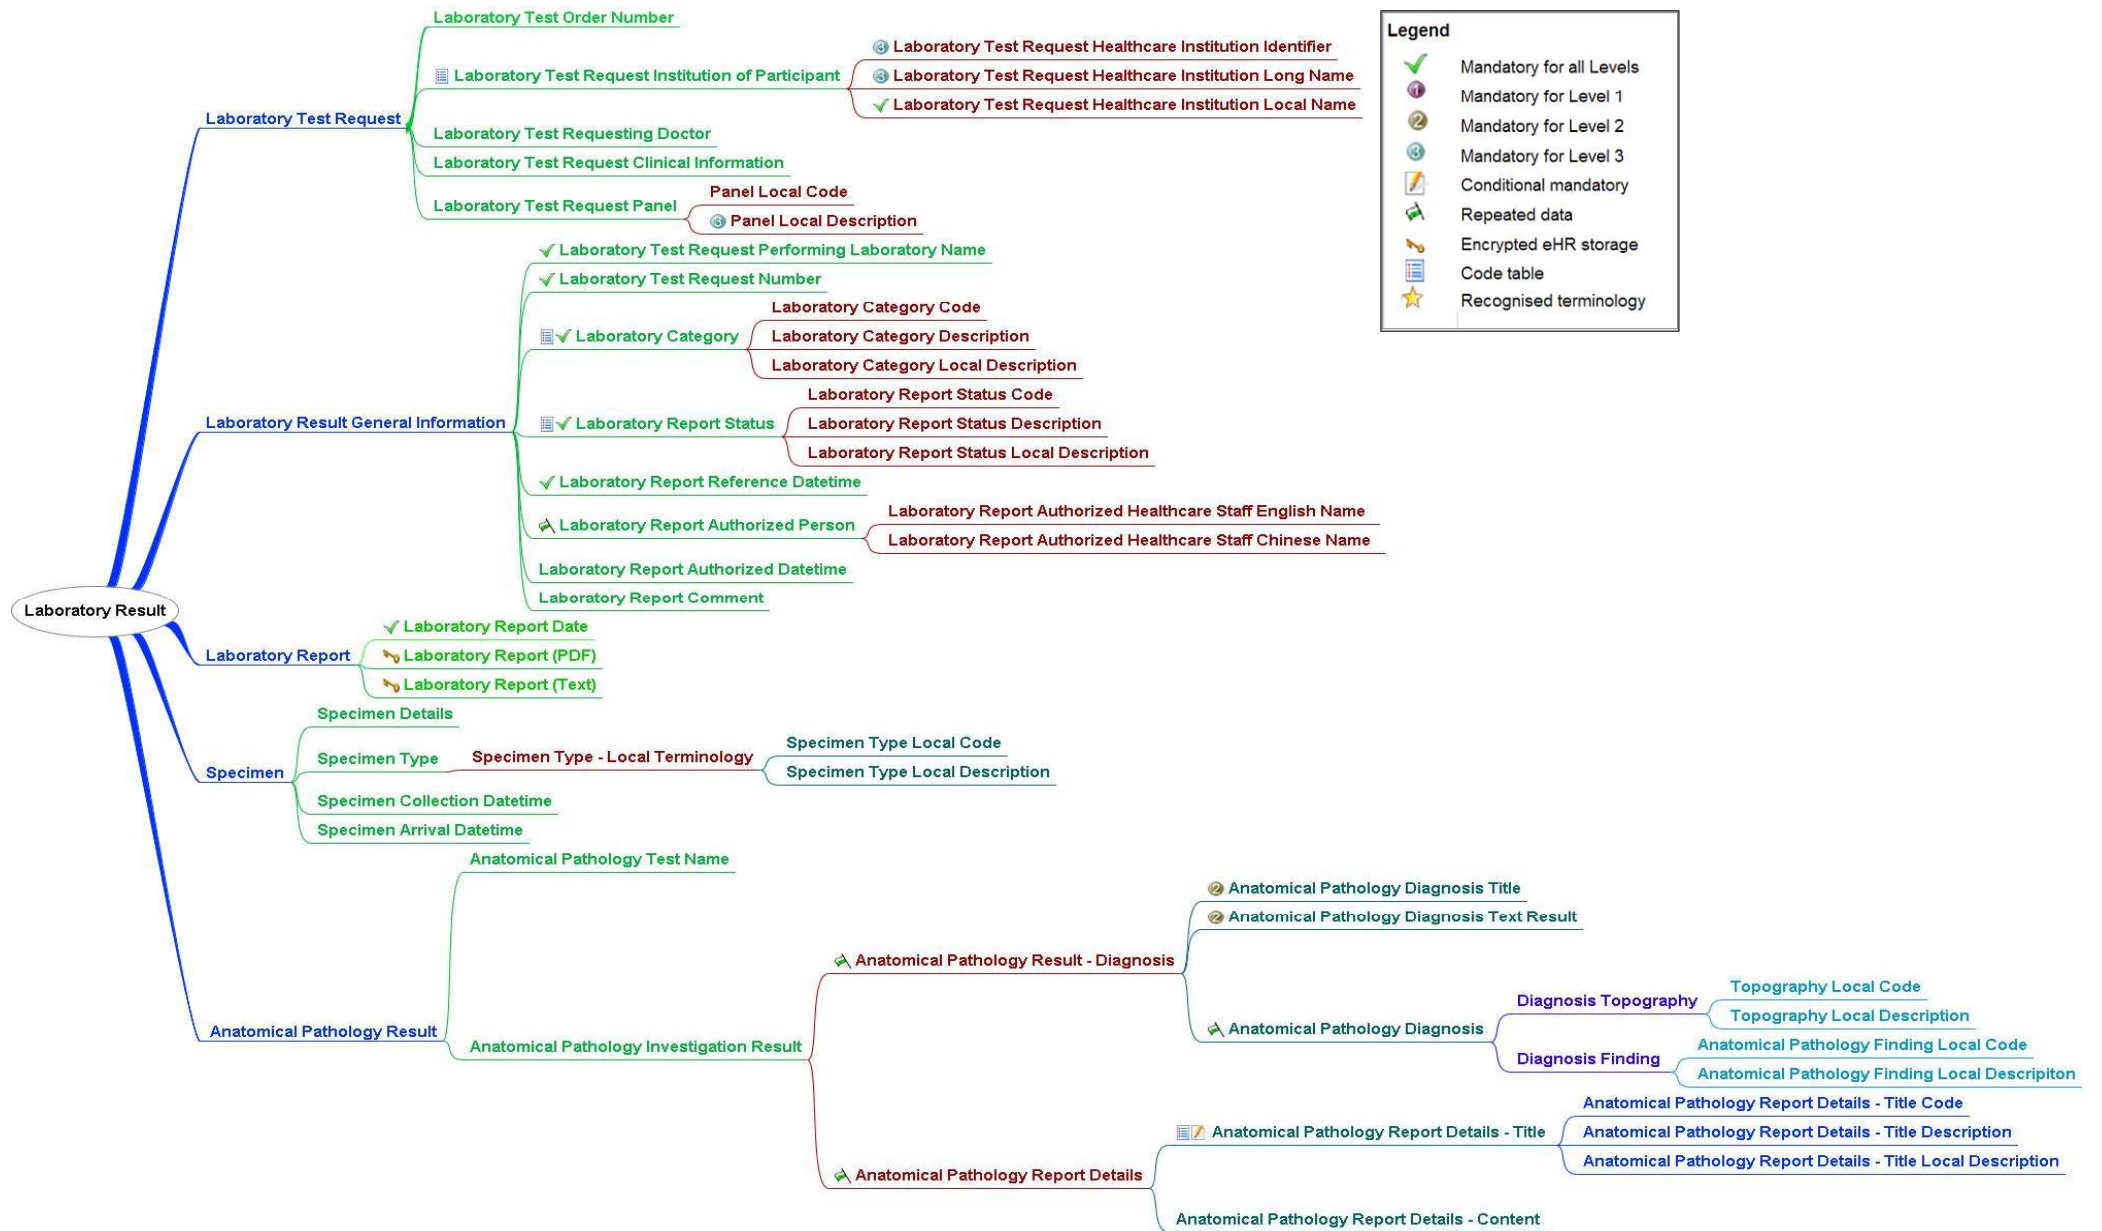 Laboratory Result
Laboratory Test Request
Laboratory Test Order Number
Laboratory Test Request Institution of Participant
3 Laboratory Test Request Healthcare Institution Identifier
3 Laboratory Test Request Healthcare Institution Long Name
Laboratory Test Request Healthcare Institution Local Name
Laboratory Test Requesting Doctor
Laboratory Test Request Clinical Information
Laboratory Test Request Panel
Panel Local Code
3 Panel Local Description
Laboratory Result General Information
Laboratory Test Request Performing Laboratory Name
Laboratory Test Request Number
Laboratory Category
Laboratory Category Code
Laboratory Category Description
Laboratory Category Local Description
Laboratory Report Status
Laboratory Report Status Code
Laboratory Report Status Description
Laboratory Report Status Local Description
Laboratory Report Reference Datetime
Laboratory Report Authorized Person
Laboratory Report Authorized Healthcare Staff English Name
Laboratory Report Authorized Healthcare Staff Chinese Name
Laboratory Report Authorized Datetime
Laboratory Report Comment
Laboratory Report
Laboratory Report Date
Laboratory Report (PDF)
Laboratory Report (Text)
Specimen
Specimen Details
Specimen Type
Specimen Type - Local Terminology
Specimen Type Local Code
Specimen Type Local Description
Specimen Collection Datetime
Specimen Arrival Datetime
Anatomical Pathology Result
Anatomical Pathology Test Name
Anatomical Pathology Investigation Result
Anatomical Pathology Result - Diagnosis
2 Anatomical Pathology Diagnosis Title
2 Anatomical Pathology Diagnosis Text Result
Anatomical Pathology Diagnosis
Diagnosis Topography
Topography Local Code
Topography Local Description
Diagnosis Finding
Anatomical Pathology Finding Local Code
Anatomical Pathology Finding Local Descripiton
Anatomical Pathology Report Details
Anatomical Pathology Report Details - Title
Anatomical Pathology Report Details - Title Code
Anatomical Pathology Report Details - Title Description
Anatomical Pathology Report Details - Title Local Description
Anatomical Pathology Report Details - Content
Legend
Mandatory for all Levels
1 Mandatory for Level 1
2 Mandatory for Level 2
3 Mandatory for Level 3
Conditional mandatory
Repeated data
Encrypted eHR storage
Code table
Recognised terminology